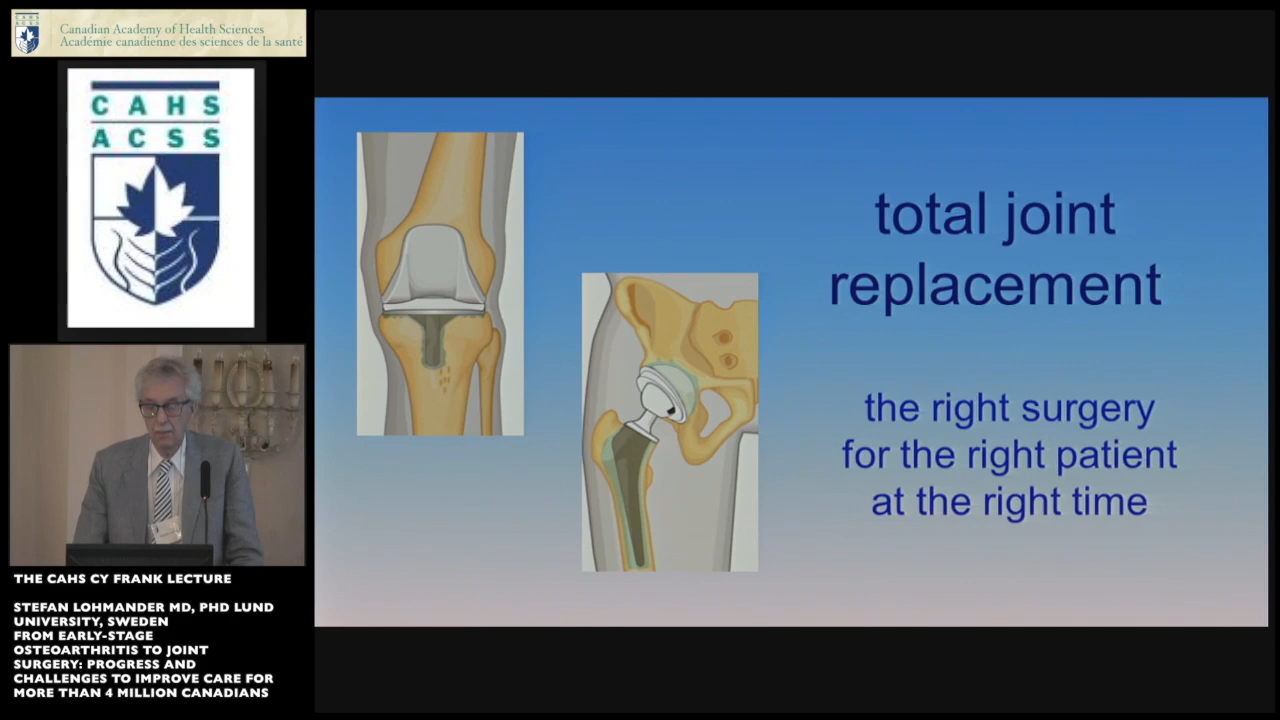 Canadian Academy of Health Sciences
Académie canadienne des sciences de la santé
CAHS
ACSS
total joint
replacement
the right surgery
for the right patient
at the right time
THE CAHS CY FRANK LECTURE
STEFAN LOHMANDER MD, PHD LUND
UNIVERSITY, SWEDEN
FROM EARLY-STAGE
OSTEOARTHRITIS TO JOINT
SURGERY: PROGRESS AND
CHALLENGES TO IMPROVE CARE FOR
MORE THAN 4 MILLION CANADIANS